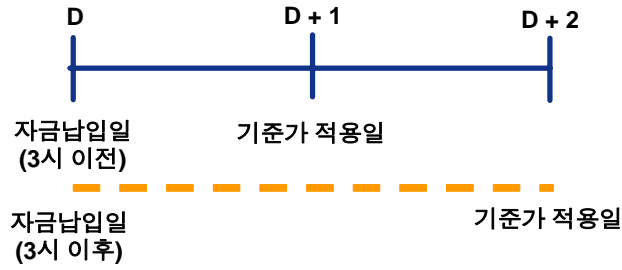 D
D + 1
D + 2
자금납입일
(3시 이전)
기준가 적용일
자금납입일
(3시 이후)
기준가 적용일